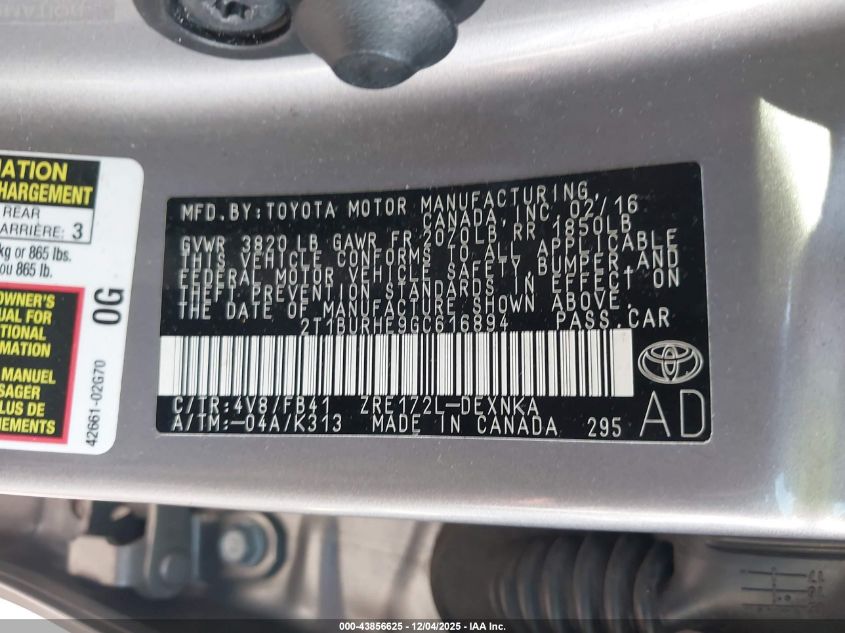 MATION
CHARGEMENT
REAR
ARRIÈRE: 3
kg or 865 lbs.
ou 865 lb.
OWNER'S
UAL FOR
TIONAL
RMATION
MANUEL
SAGER
EMENTS
0G
42661-02G70
MFD. BY: TOYOTA MOTOR MANUFACTURING,
CANADA, INC. 02/16
GVWR 3820 LB GAWR FR 2070LB RR 1850LB
THIS VEHICLE CONFORMS TO ALL APPLICABLE
FEDERAL MOTOR VEHICLE SAFETY, BUMPER, AND
THEFT PREVENTION STANDARDS IN EFFECT ON
THE DATE OF MANUFACTURE SHOWN ABOVE.
2T1BURHE9GC616894 PASS. CAR
C/TR: 4V8/FB41 ZRE172L-DEXNKA
A/TM: -04A/K313 MADE IN CANADA 295
AD
000-43856625 - 12/04/2025 - IAA Inc.